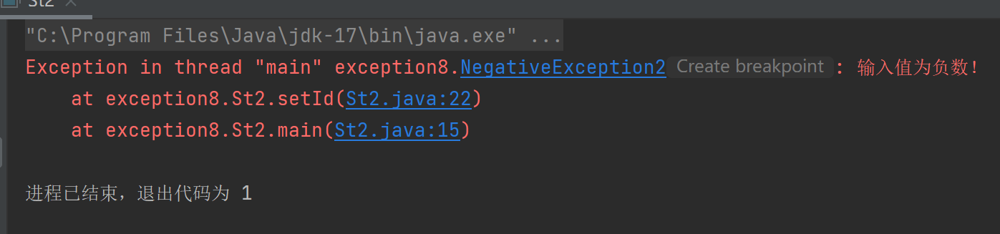 St2
"C:\Program Files\Java\jdk-17\bin\java.exe" ...
Exception in thread "main" exception8.NegativeException2 Create breakpoint : 输入值为负数!
at exception8.St2.setId(St2.java:22)
at exception8.St2.main(St2.java:15)
进程已结束,退出代码为 1